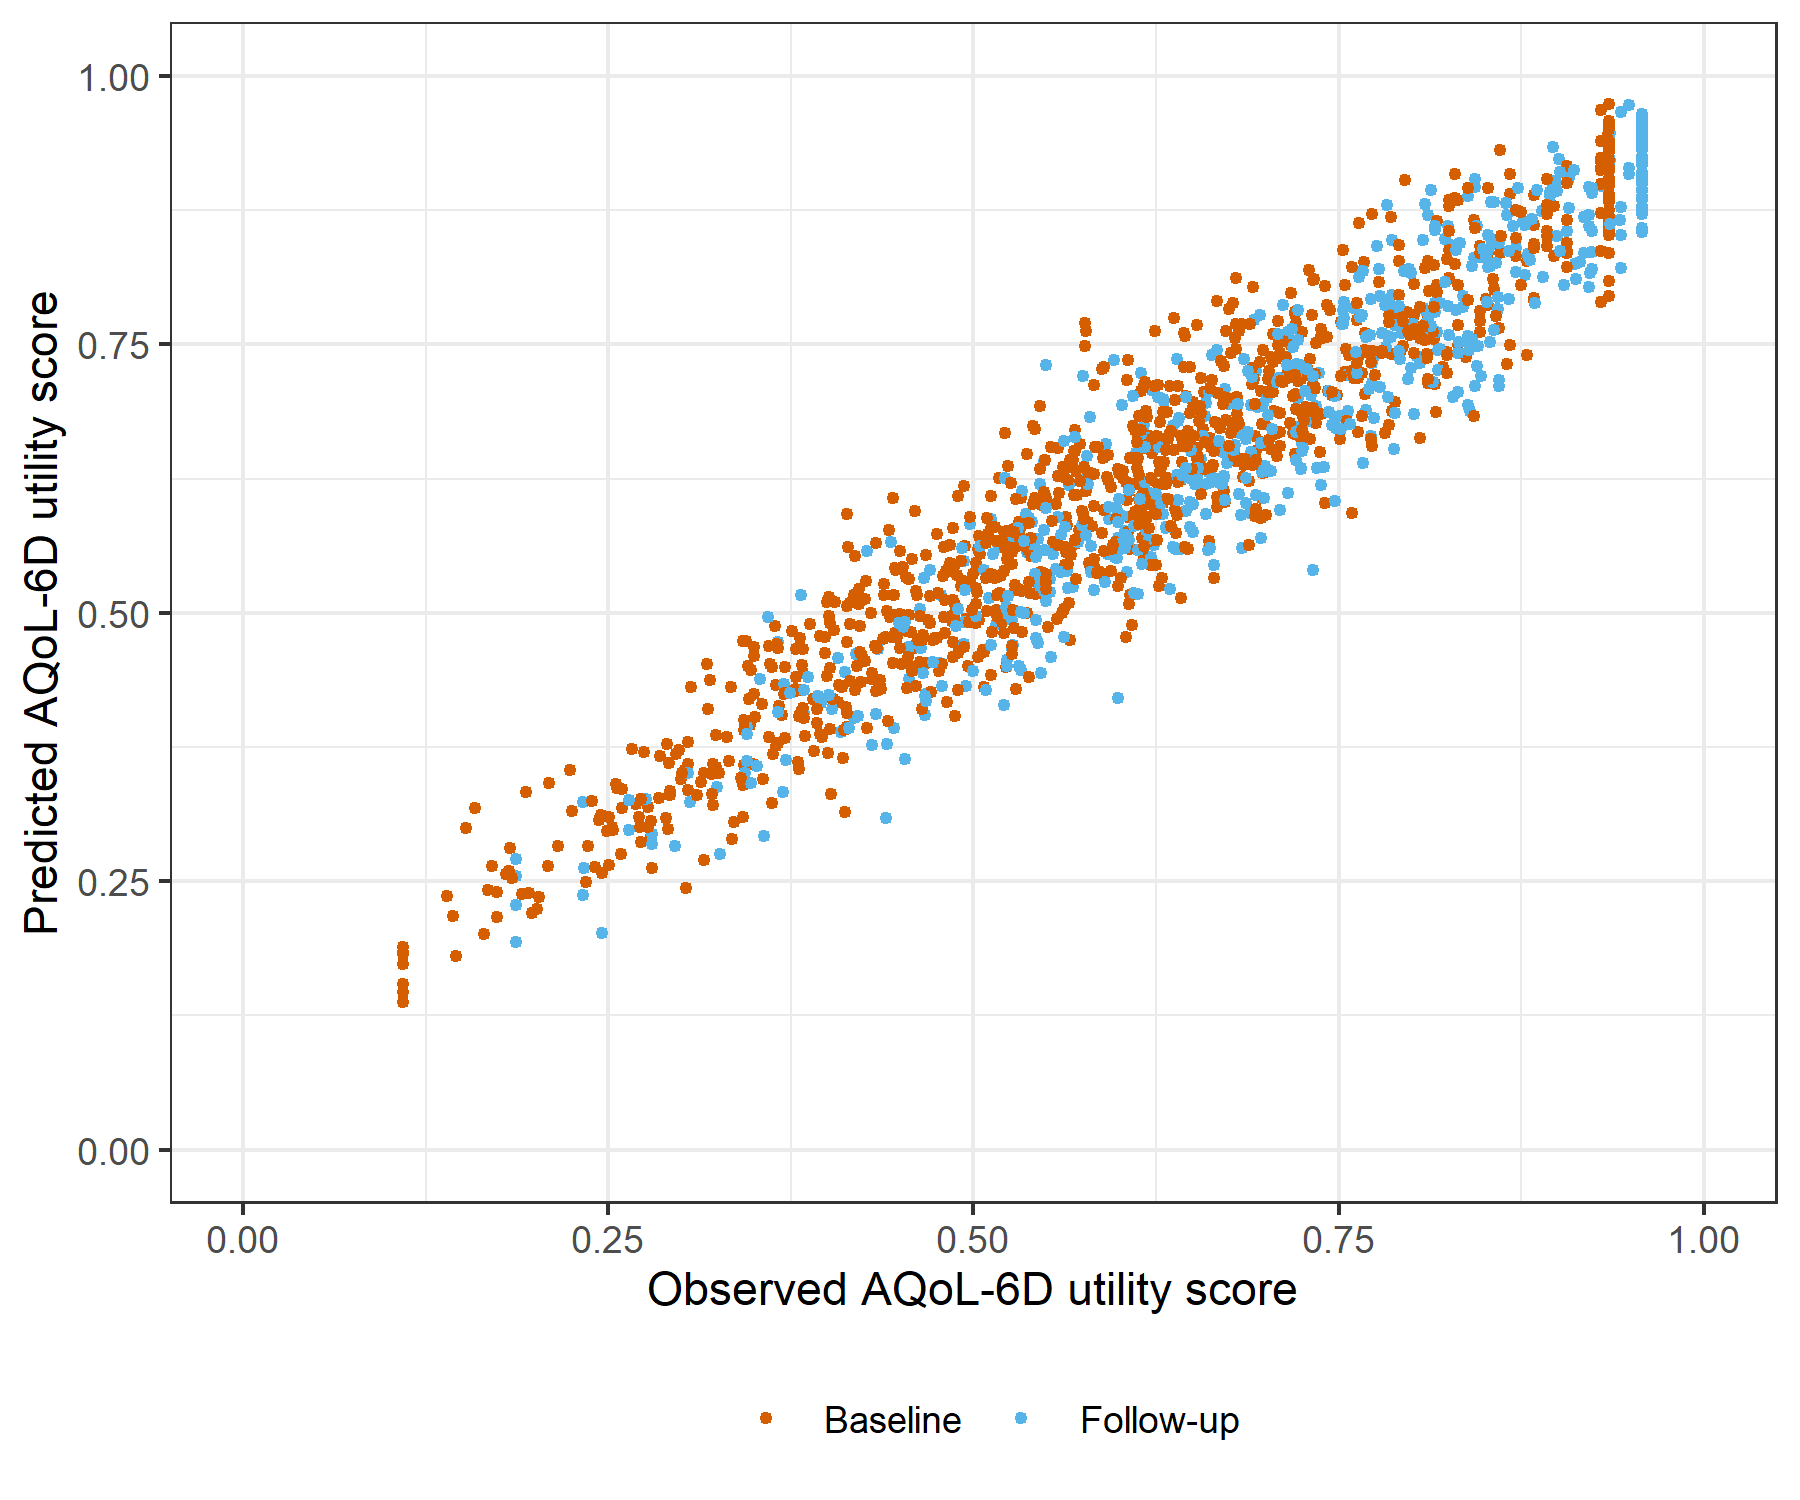 Predicted AQoL-6D utility score
1.00
0.75
0.50
0.25
0.00
0.00 0.25 0.50 0.75 1.00
Observed AQoL-6D utility score
Baseline Follow-up